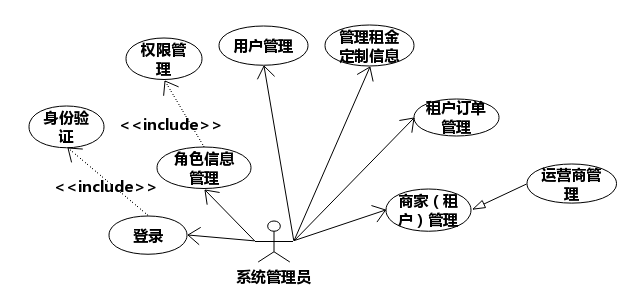 权限管
理
用户管理
管理租金
定制信息
身份验
证
<<include>>
租户订单
管理
角色信息
管理
<<include>>
商家（租
户）管理
运营商管
理
登录
系统管理员